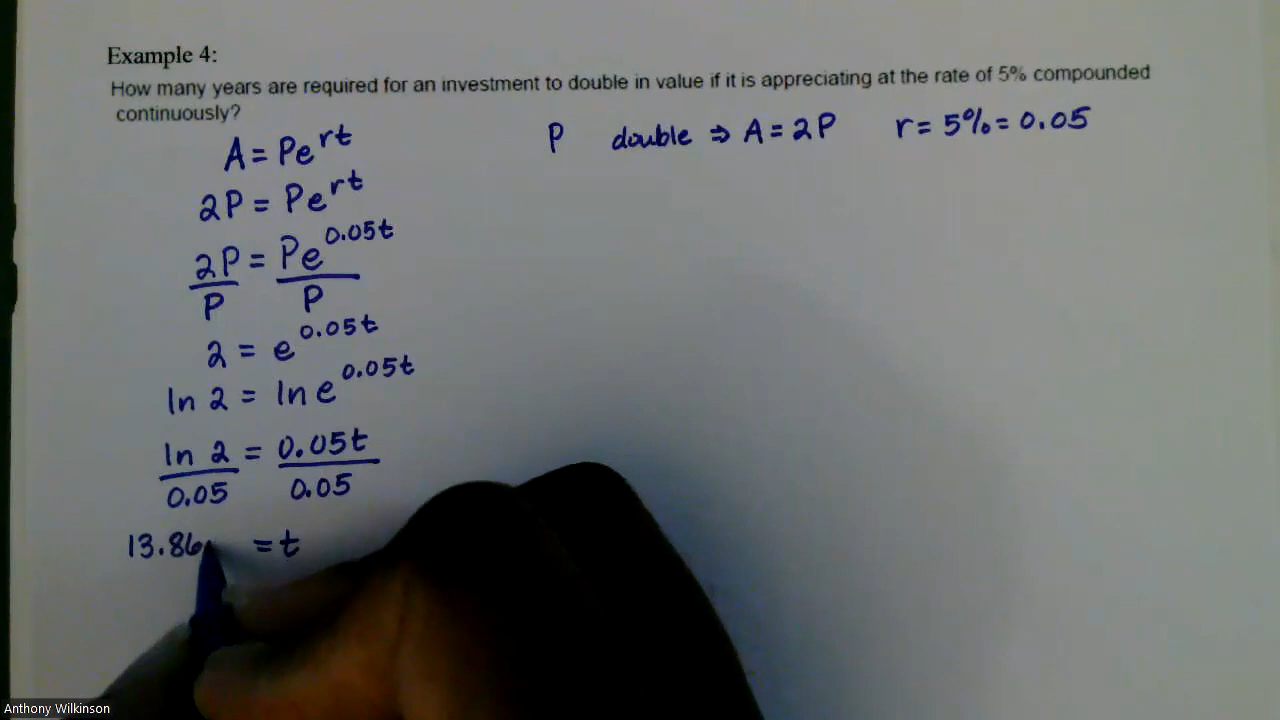 Example 4:
How many years are required for an investment to double in value if it is appreciating at the rate of 5% compounded
continuously?
P double ⇒ A = 2P r = 5% = 0.05
A = Pe^rt
2P = Pe^rt
2P/P = Pe^0.05t/P
2 = e^0.05t
ln 2 = ln e^0.05t
ln 2/0.05 = 0.05t/0.05
13.86 = t
Anthony Wilkinson